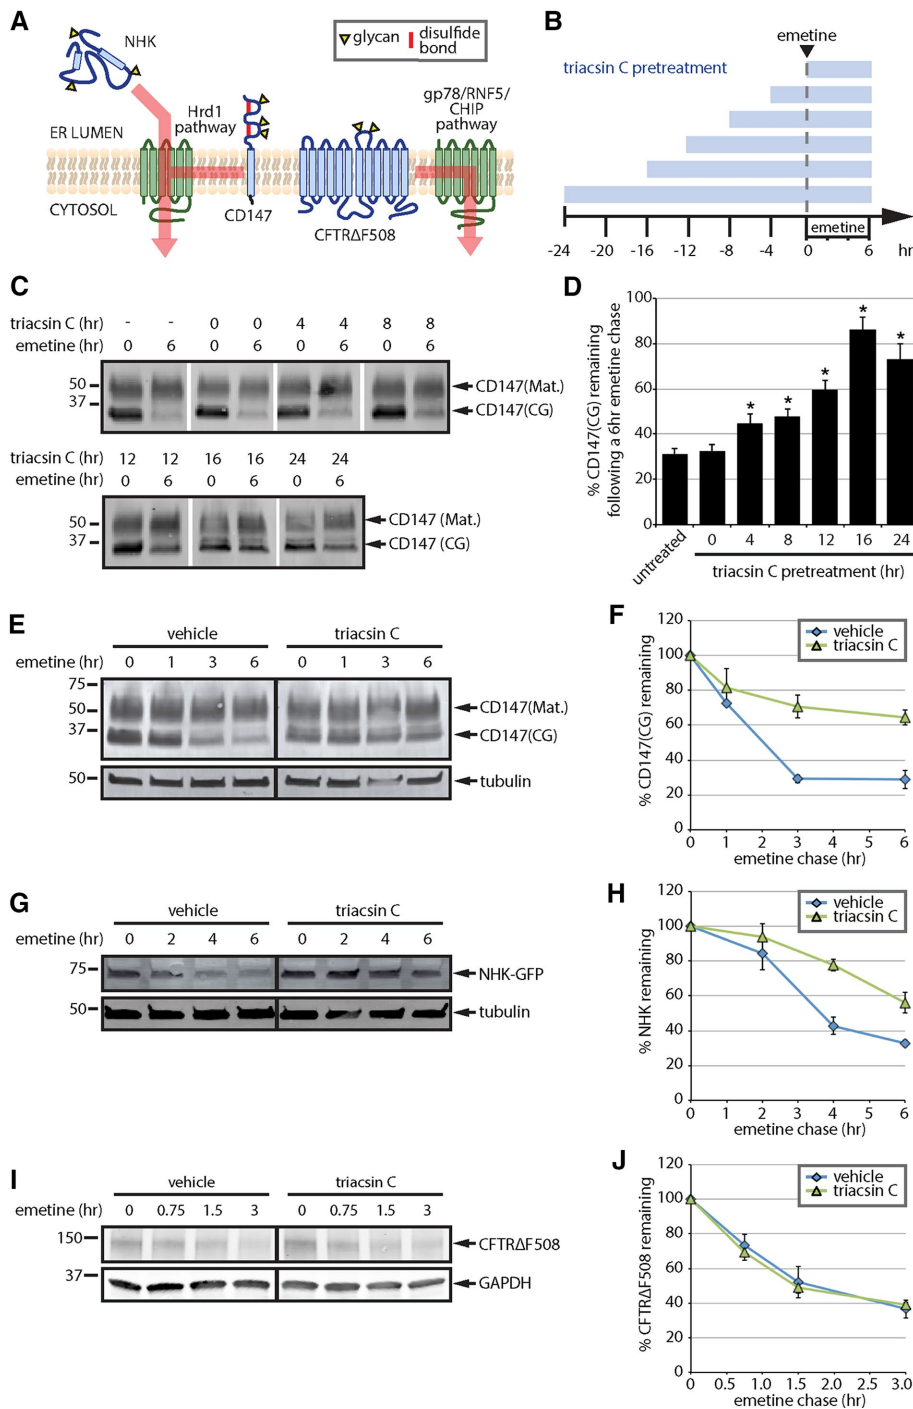 A
NHK
glycan
disulfide
bond
Hrd1
pathway
gp78/RNF5/
CHIP
pathway
ER LUMEN
CYTOSOL
CD147
CFTRΔF508
B
emetine
triacsin C pretreatment
emetine
-24 -20 -16 -12 -8 -4 0 6 hr
C
triacsin C (hr) - - 0 0 4 4 8 8
emetine (hr) 0 6 0 6 0 6 0 6
50
37
CD147(Mat.)
CD147(CG)
triacsin C (hr) 12 12 16 16 24 24
emetine (hr) 0 6 0 6 0 6
50
37
CD147 (Mat.)
CD147 (CG)
D
% CD147(CG) remaining
following a 6hr emetine chase
100
80
60
40
20
0
* * * * *
untreated 0 4 8 12 16 24
triacsin C pretreatment (hr)
E
vehicle triacsin C
emetine (hr) 0 1 3 6 0 1 3 6
75
50
37
CD147(Mat.)
CD147(CG)
50
tubulin
F
% CD147(CG) remaining
120
100
80
60
40
20
0
vehicle
triacsin C
0 1 2 3 4 5 6
emetine chase (hr)
G
vehicle triacsin C
emetine (hr) 0 2 4 6 0 2 4 6
75
NHK-GFP
50
tubulin
H
% NHK remaining
120
100
80
60
40
20
0
vehicle
triacsin C
0 1 2 3 4 5 6
emetine chase (hr)
I
vehicle triacsin C
emetine (hr) 0 0.75 1.5 3 0 0.75 1.5 3
150
CFTRΔF508
37
GAPDH
J
% CFTRΔF508 remaining
120
100
80
60
40
20
0
vehicle
triacsin C
0 0.5 1.0 1.5 2.0 2.5 3.0
emetine chase (hr)